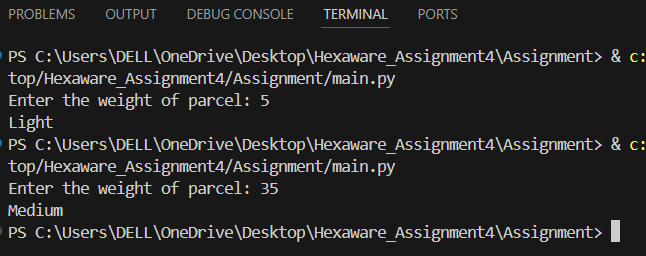 PROBLEMS OUTPUT DEBUG CONSOLE TERMINAL PORTS
PS C:\Users\DELL\OneDrive\Desktop\Hexaware_Assignment4\Assignment> & c:
top/Hexaware_Assignment4/Assignment/main.py
Enter the weight of parcel: 5
Light
PS C:\Users\DELL\OneDrive\Desktop\Hexaware_Assignment4\Assignment> & c:
top/Hexaware_Assignment4/Assignment/main.py
Enter the weight of parcel: 35
Medium
PS C:\Users\DELL\OneDrive\Desktop\Hexaware_Assignment4\Assignment>